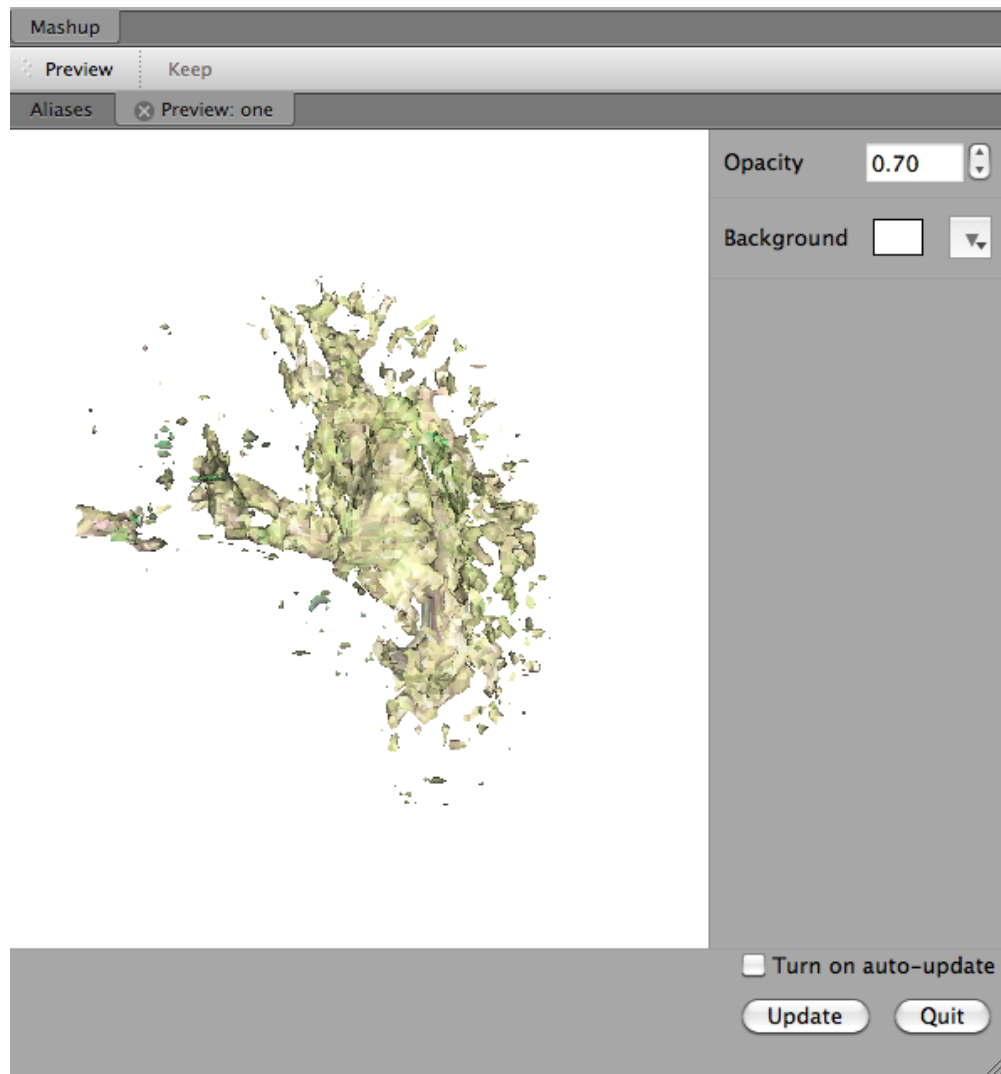 Mashup
Preview Keep
Aliases Preview: one
Opacity 0.70
Background
Turn on auto-update
Update Quit